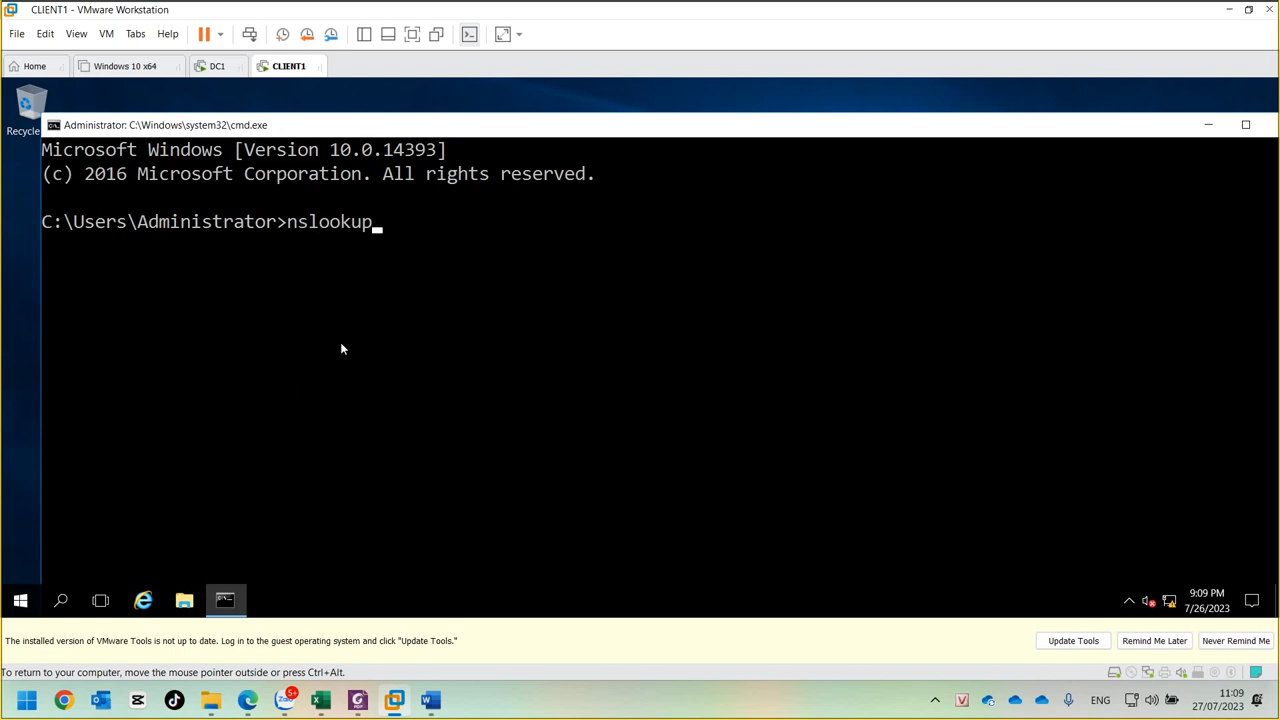 CLIENT1 - VMware Workstation
File Edit View VM Tabs Help
Home Windows 10 x64 DC1 CLIENT1
Recycle
Administrator: C:\Windows\system32\cmd.exe
Microsoft Windows [Version 10.0.14393]
(c) 2016 Microsoft Corporation. All rights reserved.
C:\Users\Administrator>nslookup
9:09 PM
7/26/2023
The installed version of VMware Tools is not up to date. Log in to the guest operating system and click "Update Tools."
Update Tools Remind Me Later Never Remind Me
To return to your computer, move the mouse pointer outside or press Ctrl+Alt.
5+
Zalo
PDF
ENG
11:09
27/07/2023